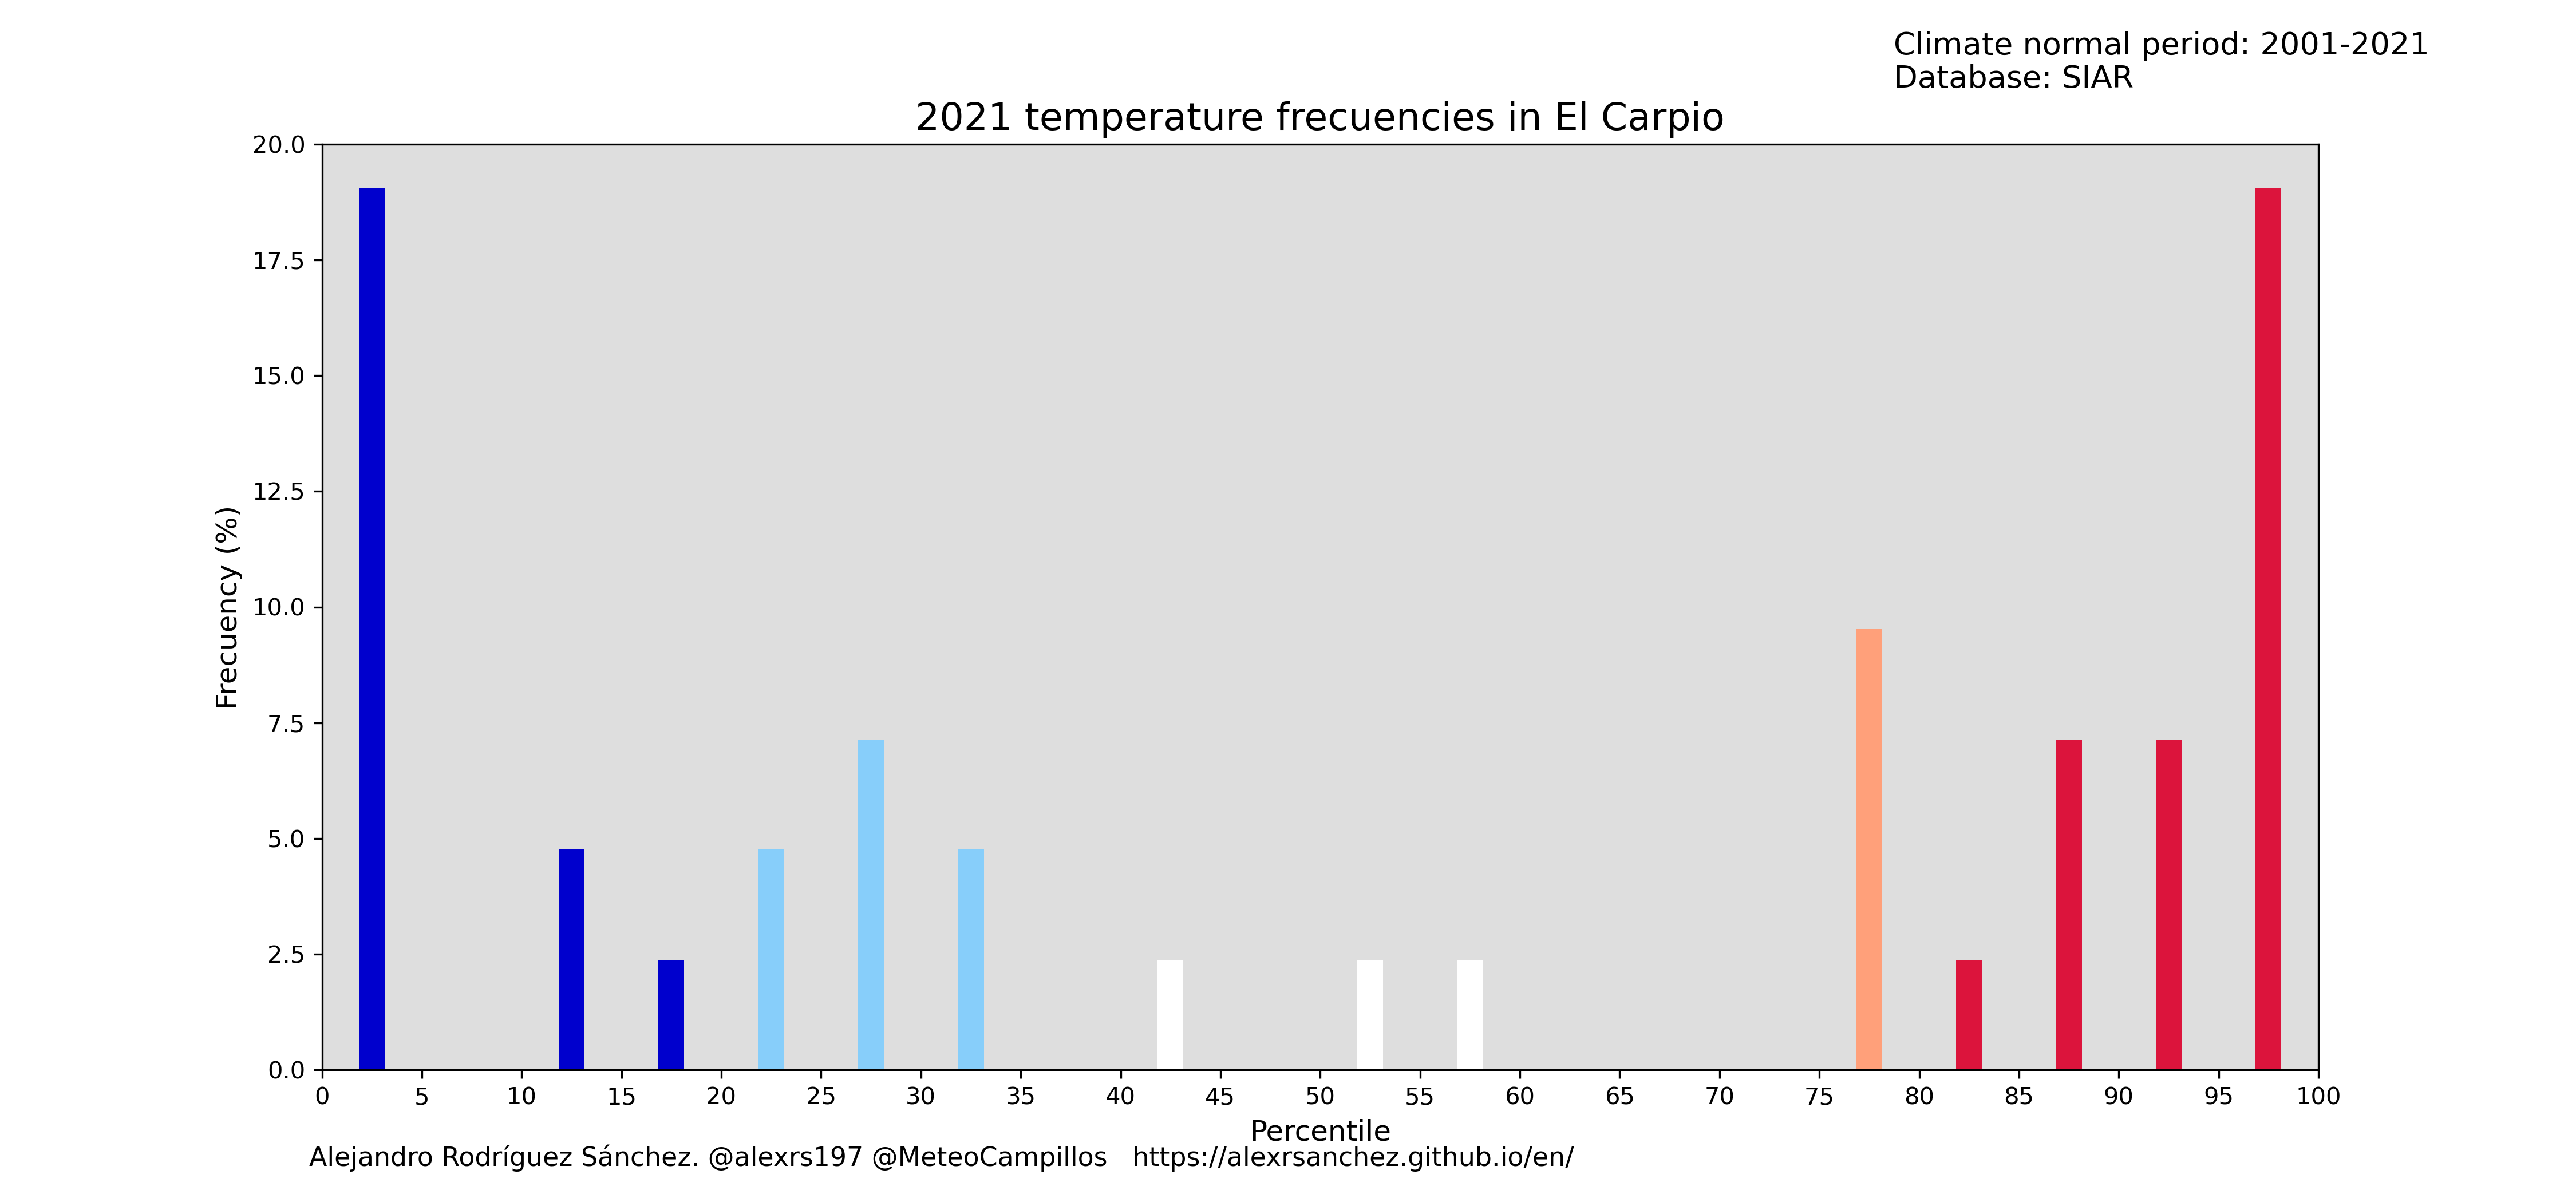 Climate normal period: 2001-2021
Database: SIAR
2021 temperature frecuencies in El Carpio
20.0
17.5
15.0
12.5
10.0
7.5
5.0
2.5
0.0
Frecuency (%)
0 5 10 15 20 25 30 35 40 45 50 55 60 65 70 75 80 85 90 95 100
Percentile
Alejandro Rodríguez Sánchez. @alexrs197 @MeteoCampillos https://alexrsanchez.github.io/en/